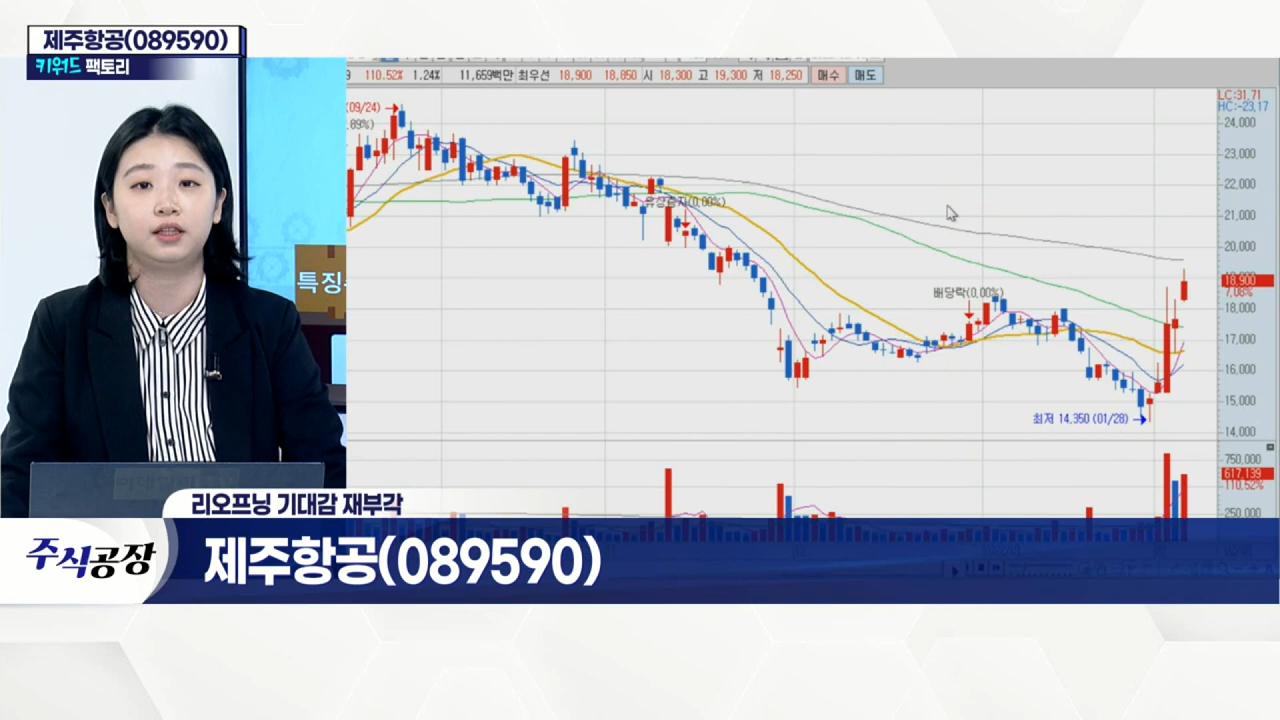 제주항공(089590)
키워드 팩토리
9 110.52% 1.24% 11,659백만 최우선 18,900 18,850 시 18,300 고 19,300 저 18,250 매수 매도
(09/24)
.89%)
LC:31,71
HC:-23,17
24,000
23,000
22,000
유상증자(0,00%)
21,000
20,000
특징
배당락(0,00%)
18,900
7,08%
18,000
17,000
16,000
15,000
최저 14,350 (01/28)
14,000
750,000
617,139
110,52%
250,000
리오프닝 기대감 재부각
주식공장
제주항공(089590)